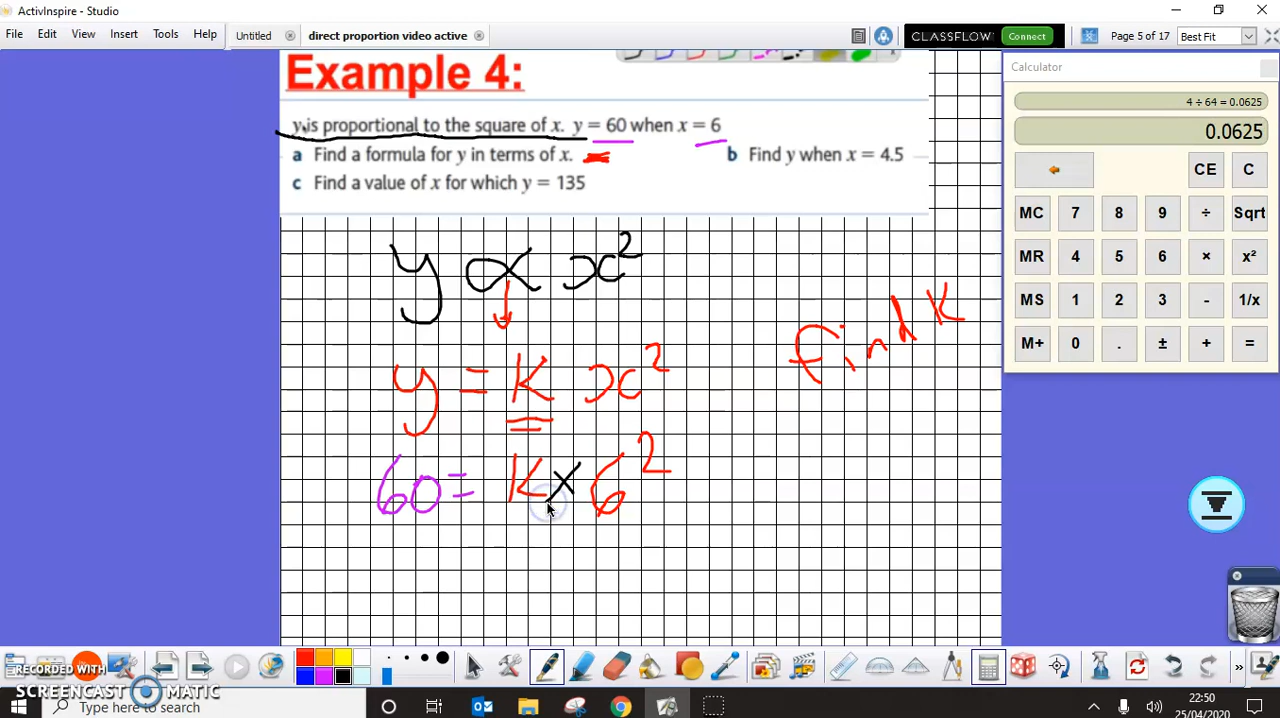 ActivInspire - Studio
File Edit View Insert Tools Help Untitled direct proportion video active CLASSFLOW Connect Page 5 of 17 Best Fit
Example 4:
y is proportional to the square of x. y = 60 when x = 6
a Find a formula for y in terms of x. b Find y when x = 4.5
c Find a value of x for which y = 135
y ∝ x²
y = K x²
60 = K × 6²
find K
Calculator
4 ÷ 64 = 0.0625
0.0625
CE C
MC 7 8 9 ÷ Sqrt
MR 4 5 6 × x²
MS 1 2 3 - 1/x
M+ 0 . ± + =
RECORDED WITH
SCREENCAST MATIC
Type here to search
22:50
25/04/2020